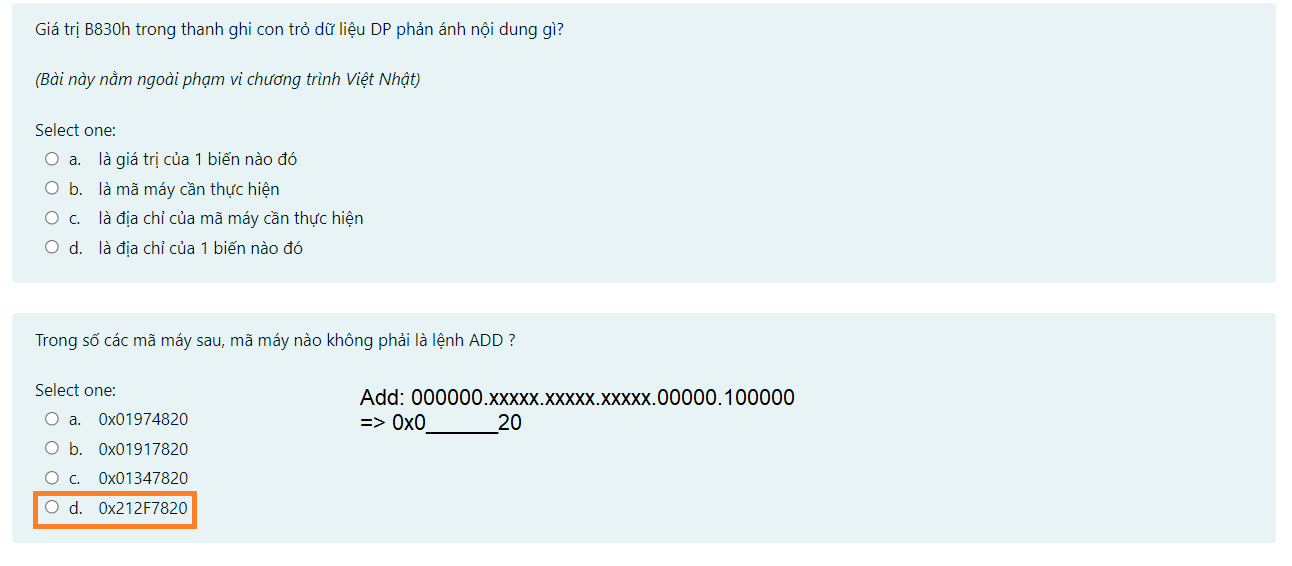 Giá trị B830h trong thanh ghi con trỏ dữ liệu DP phản ánh nội dung gì?
(Bài này nằm ngoài phạm vi chương trình Việt Nhật)
Select one:
a. là giá trị của 1 biến nào đó
b. là mã máy cần thực hiện
c. là địa chỉ của mã máy cần thực hiện
d. là địa chỉ của 1 biến nào đó
Trong số các mã máy sau, mã máy nào không phải là lệnh ADD ?
Select one:
Add: 000000.xxxxx.xxxxx.xxxxx.00000.100000
=> 0x0______20
a. 0x01974820
b. 0x01917820
c. 0x01347820
d. 0x212F7820